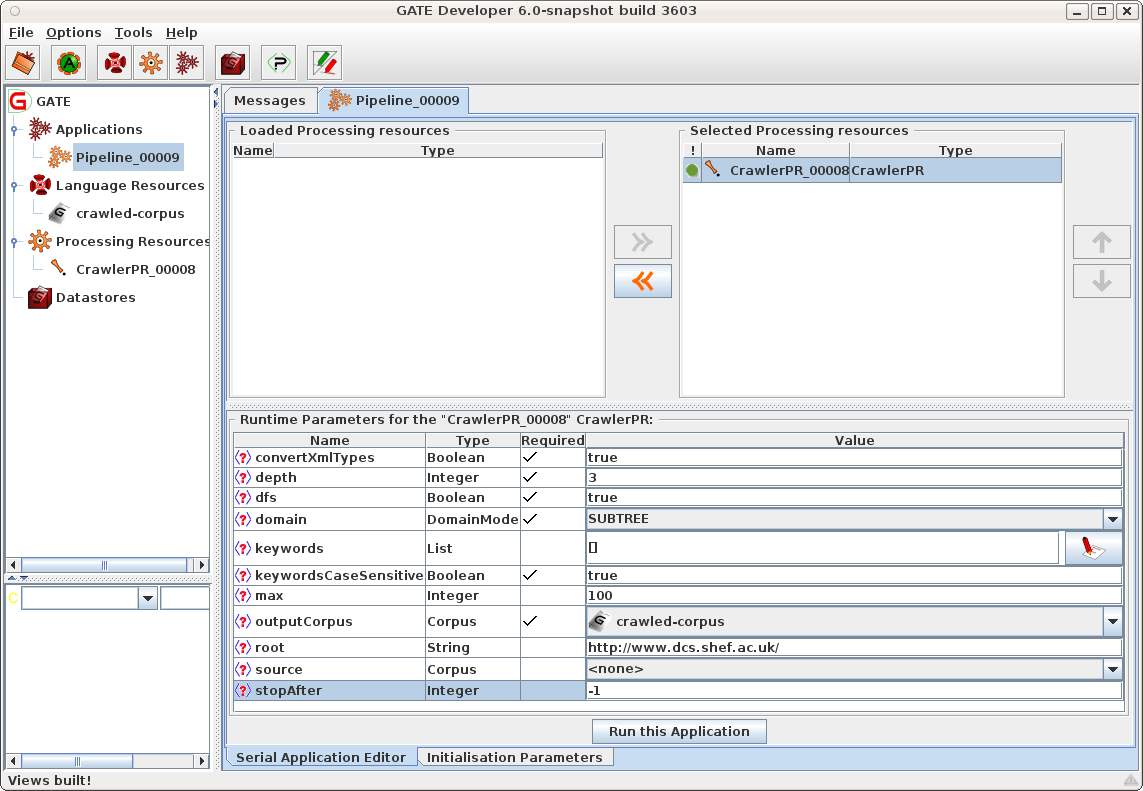 GATE Developer 6.0-snapshot build 3603
File Options Tools Help
GATE
Applications
Pipeline_00009
Language Resources
crawled-corpus
Processing Resources
CrawlerPR_00008
Datastores
Messages Pipeline_00009
Loaded Processing resources
Name Type
Selected Processing resources
! Name Type
CrawlerPR_00008 CrawlerPR
Runtime Parameters for the "CrawlerPR_00008" CrawlerPR:
Name Type Required Value
convertXmlTypes Boolean true
depth Integer 3
dfs Boolean true
domain DomainMode SUBTREE
keywords List []
keywordsCaseSensitive Boolean true
max Integer 100
outputCorpus Corpus crawled-corpus
root String http://www.dcs.shef.ac.uk/
source Corpus <none>
stopAfter Integer -1
Run this Application
Serial Application Editor Initialisation Parameters
Views built!